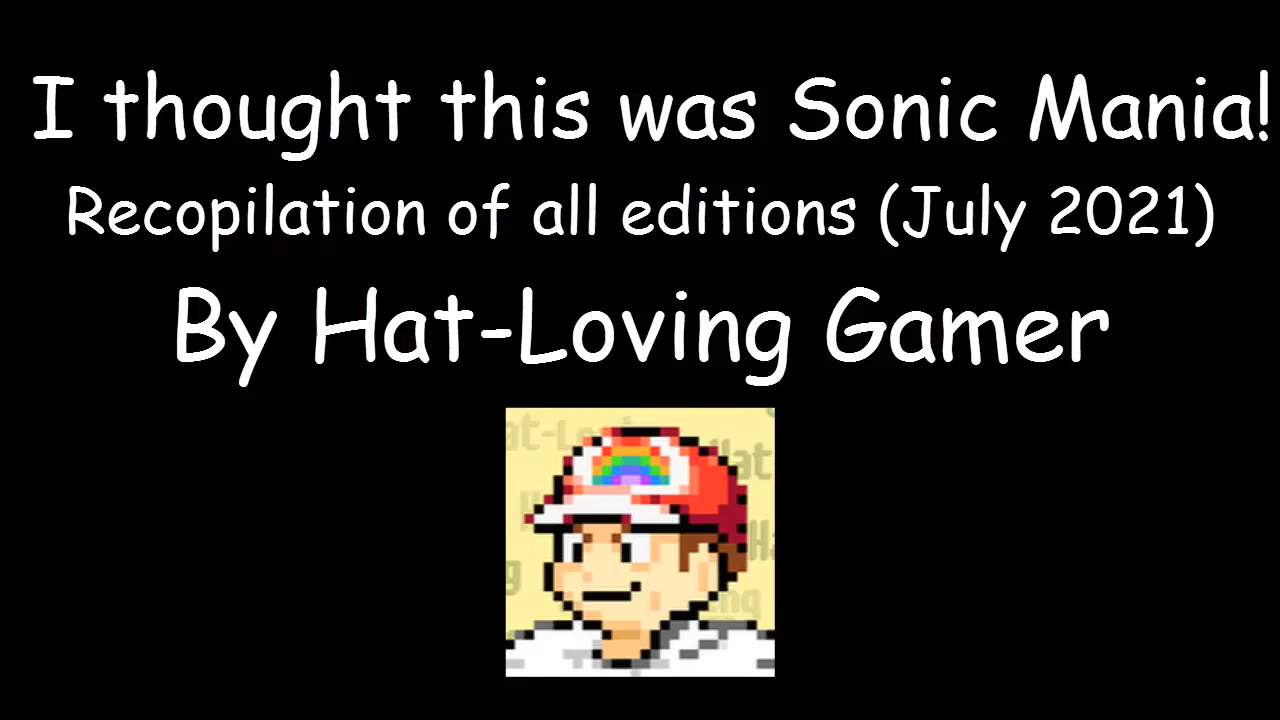 I thought this was Sonic Mania!
Recopilation of all editions (July 2021)
By Hat-Loving Gamer